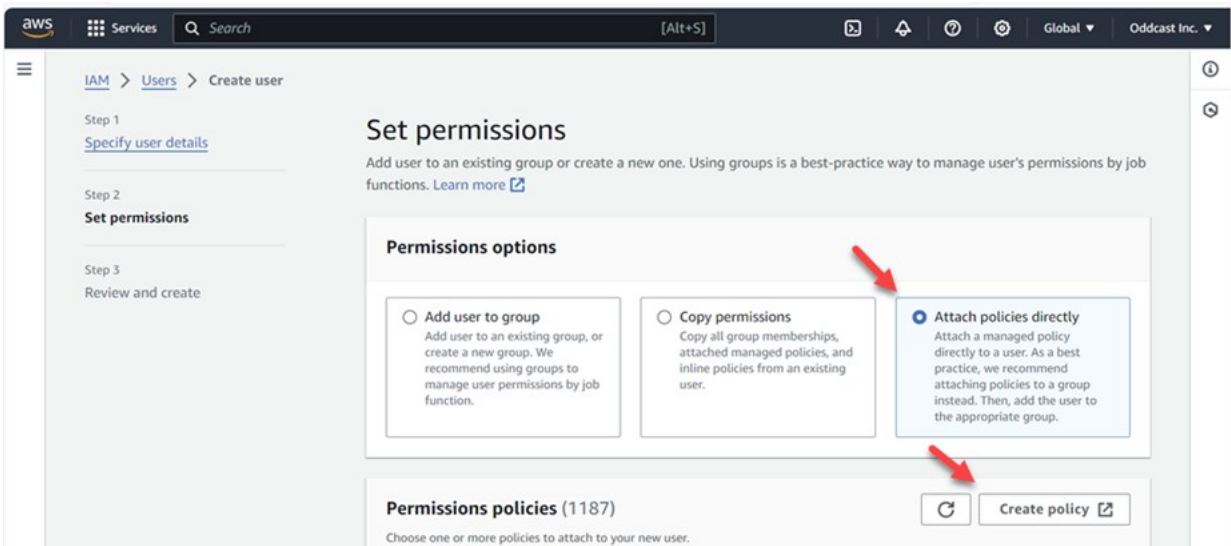 aws
Services
Search
[Alt+S]
Global
Oddcast Inc.
IAM > Users > Create user
Step 1
Specify user details
Step 2
Set permissions
Step 3
Review and create
Set permissions
Add user to an existing group or create a new one. Using groups is a best-practice way to manage user's permissions by job
functions. Learn more
Permissions options
Add user to group
Add user to an existing group, or
create a new group. We
recommend using groups to
manage user permissions by job
function.
Copy permissions
Copy all group memberships,
attached managed policies, and
inline policies from an existing
user.
Attach policies directly
Attach a managed policy
directly to a user. As a best
practice, we recommend
attaching policies to a group
instead. Then, add the user to
the appropriate group.
Permissions policies (1187)
Create policy
Choose one or more policies to attach to your new user.